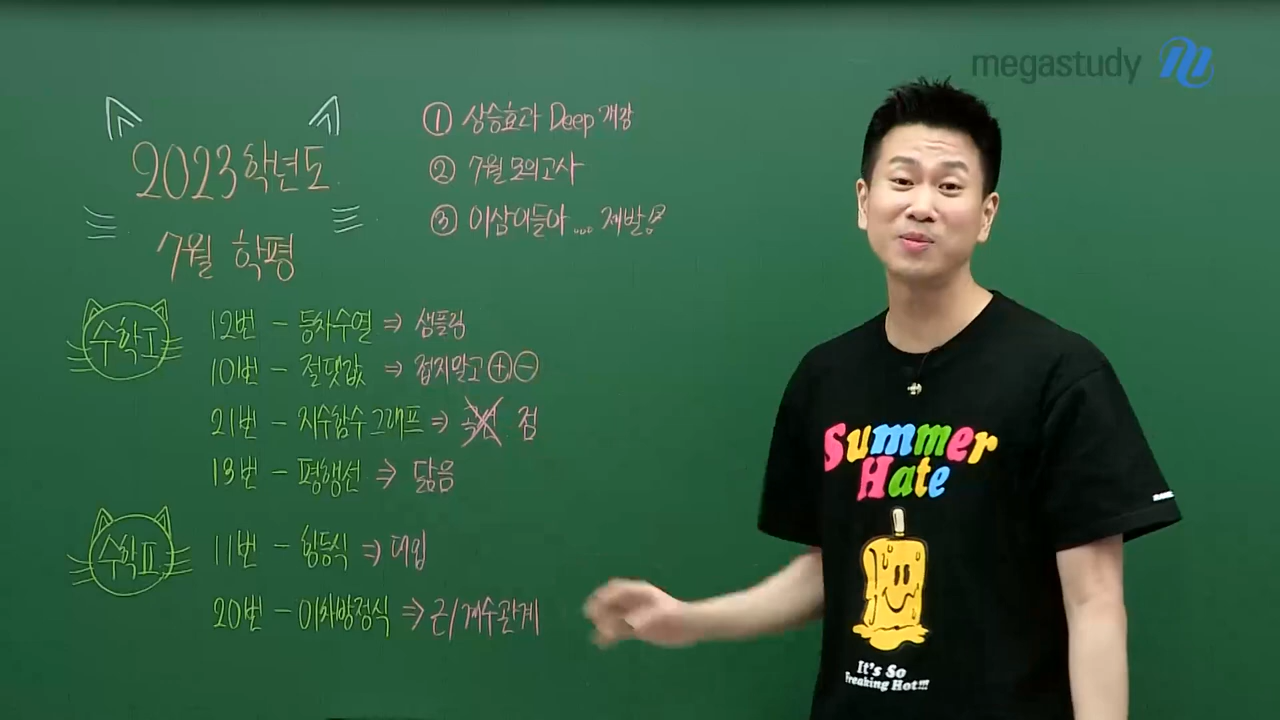 megastudy
2023학년도
7월 학평
① 상승효과 Deep 개강
② 7월 모의고사
③ 이삼이들아 ... 제발
수학Ⅰ
12번 - 등차수열 ⇒ 샘플링
10번 - 절댓값 ⇒ 접지말고 ⊕⊖
21번 - 지수함수 그래프 ⇒ 점
13번 - 평행선 ⇒ 닮음
수학Ⅱ
11번 - 항등식 ⇒ 대입
20번 - 이차방정식 ⇒ 근/계수관계
Summer
Hate
It's So
Freaking Hot!!!